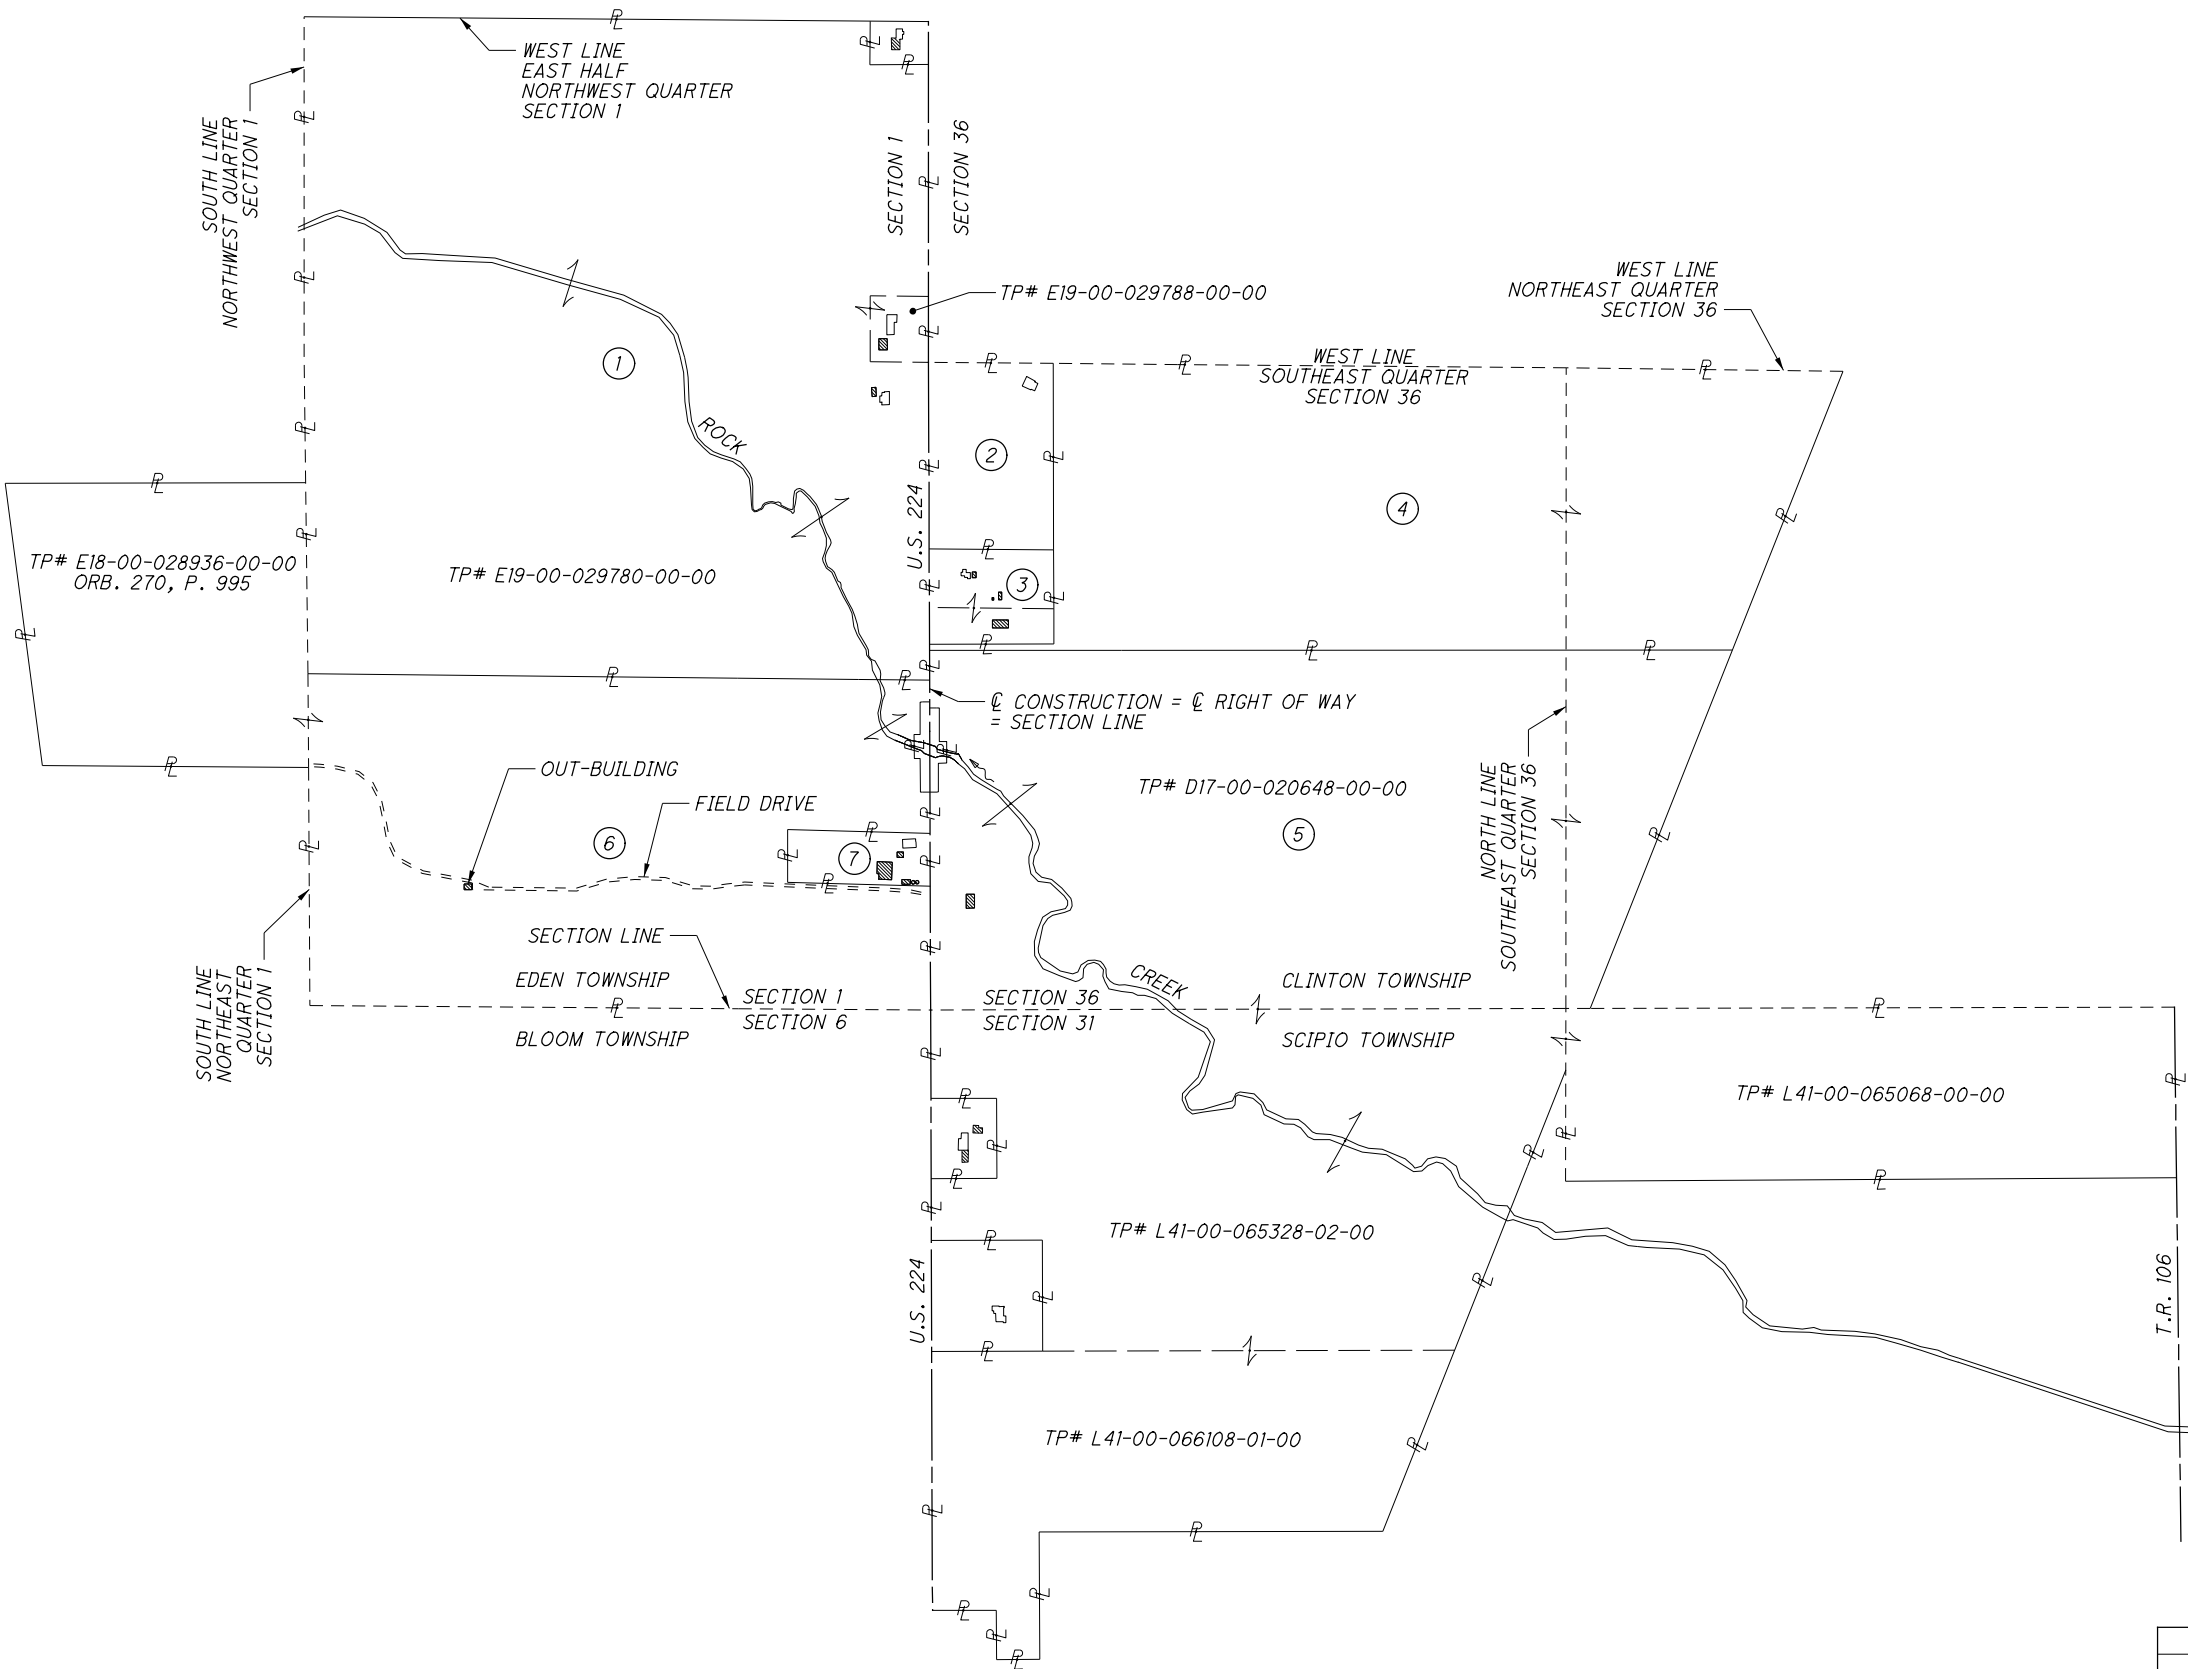 WEST LINE
EAST HALF
NORTHWEST QUARTER
SECTION 1
SOUTH LINE
NORTHWEST QUARTER
SECTION 1
SECTION 1
SECTION 36
TP# E19-00-029788-00-00
WEST LINE
NORTHEAST QUARTER
SECTION 36
WEST LINE
SOUTHEAST QUARTER
SECTION 36
1
ROCK
2
U.S. 224
4
TP# E18-00-028936-00-00
ORB. 270, P. 995
TP# E19-00-029780-00-00
3
℄ CONSTRUCTION = ℄ RIGHT OF WAY
= SECTION LINE
OUT-BUILDING
FIELD DRIVE
TP# D17-00-020648-00-00
NORTH LINE
SOUTHEAST QUARTER
SECTION 36
6
7
5
SECTION LINE
EDEN TOWNSHIP
SECTION 1
SECTION 36
CREEK
CLINTON TOWNSHIP
SOUTH LINE
NORTHEAST
QUARTER
SECTION 1
SECTION 6
SECTION 31
BLOOM TOWNSHIP
SCIPIO TOWNSHIP
TP# L41-00-065068-00-00
TP# L41-00-065328-02-00
U.S. 224
T.R. 106
TP# L41-00-066108-01-00